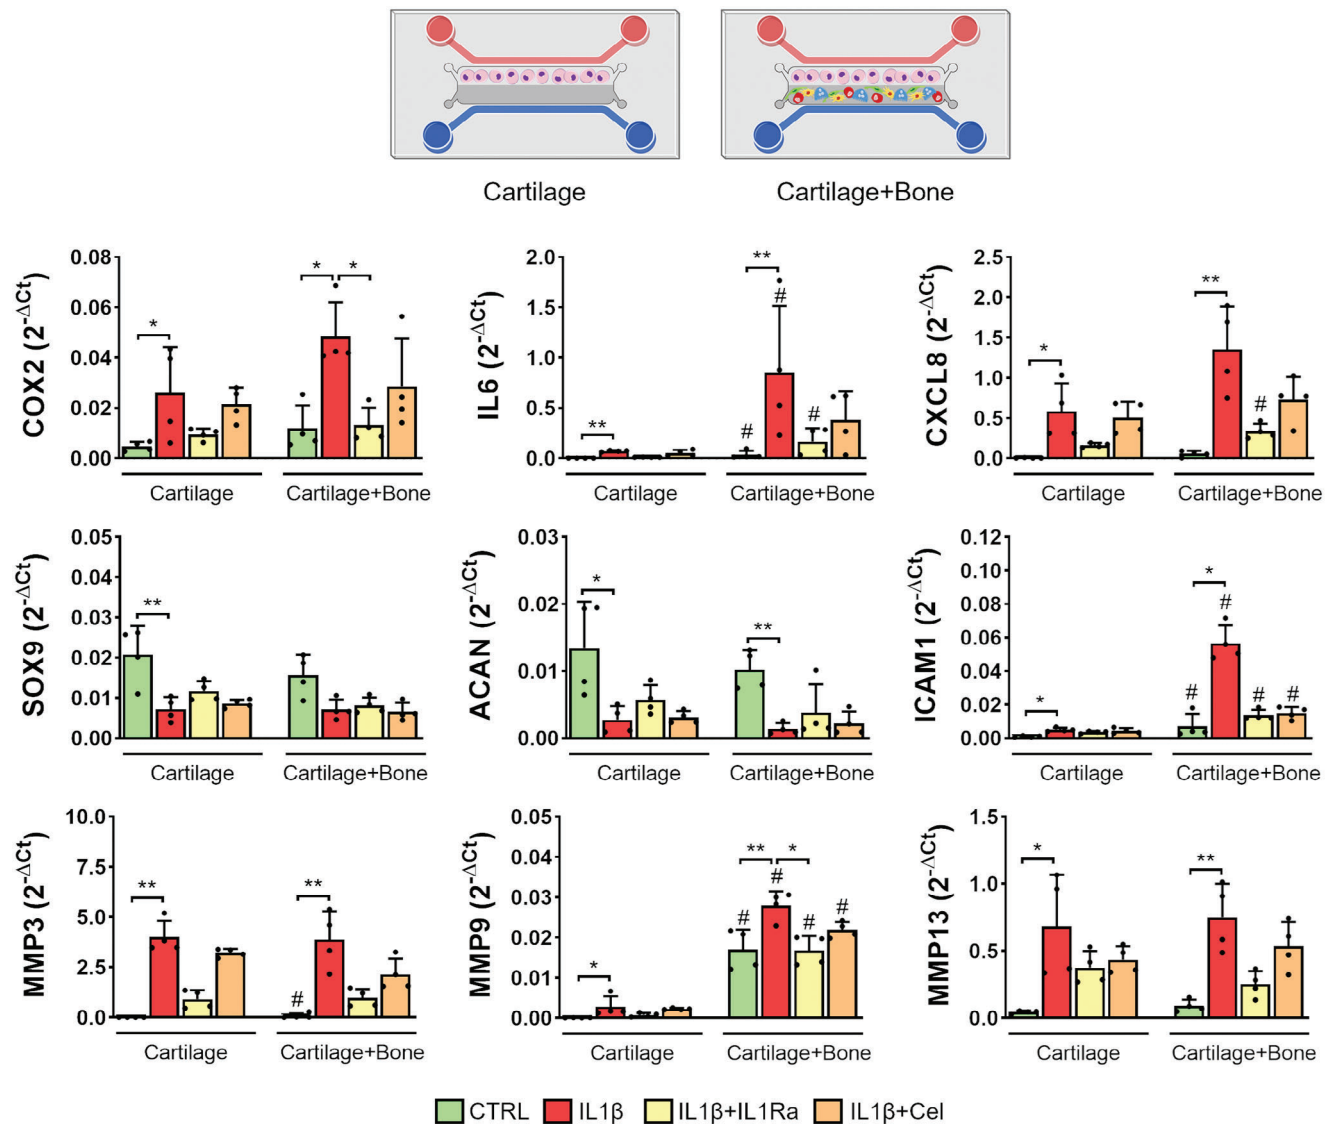 Cartilage
Cartilage+Bone
COX2 (2^-ΔCt)
0.08
0.06
0.04
0.02
0.00
*
*
*
Cartilage
Cartilage+Bone
IL6 (2^-ΔCt)
2.0
1.5
1.0
0.5
0.0
**
**
#
#
#
Cartilage
Cartilage+Bone
CXCL8 (2^-ΔCt)
2.5
2.0
1.5
1.0
0.5
0.0
*
**
#
Cartilage
Cartilage+Bone
SOX9 (2^-ΔCt)
0.05
0.04
0.03
0.02
0.01
0.00
**
Cartilage
Cartilage+Bone
ACAN (2^-ΔCt)
0.03
0.02
0.01
0.00
*
**
Cartilage
Cartilage+Bone
ICAM1 (2^-ΔCt)
0.12
0.10
0.08
0.06
0.04
0.02
0.00
*
*
#
#
#
#
Cartilage
Cartilage+Bone
MMP3 (2^-ΔCt)
10.0
7.5
5.0
2.5
0.0
**
**
#
Cartilage
Cartilage+Bone
MMP9 (2^-ΔCt)
0.05
0.04
0.03
0.02
0.01
0.00
*
**
*
#
#
#
#
Cartilage
Cartilage+Bone
MMP13 (2^-ΔCt)
1.5
1.0
0.5
0.0
*
**
Cartilage
Cartilage+Bone
CTRL IL1β IL1β+IL1Ra IL1β+Cel